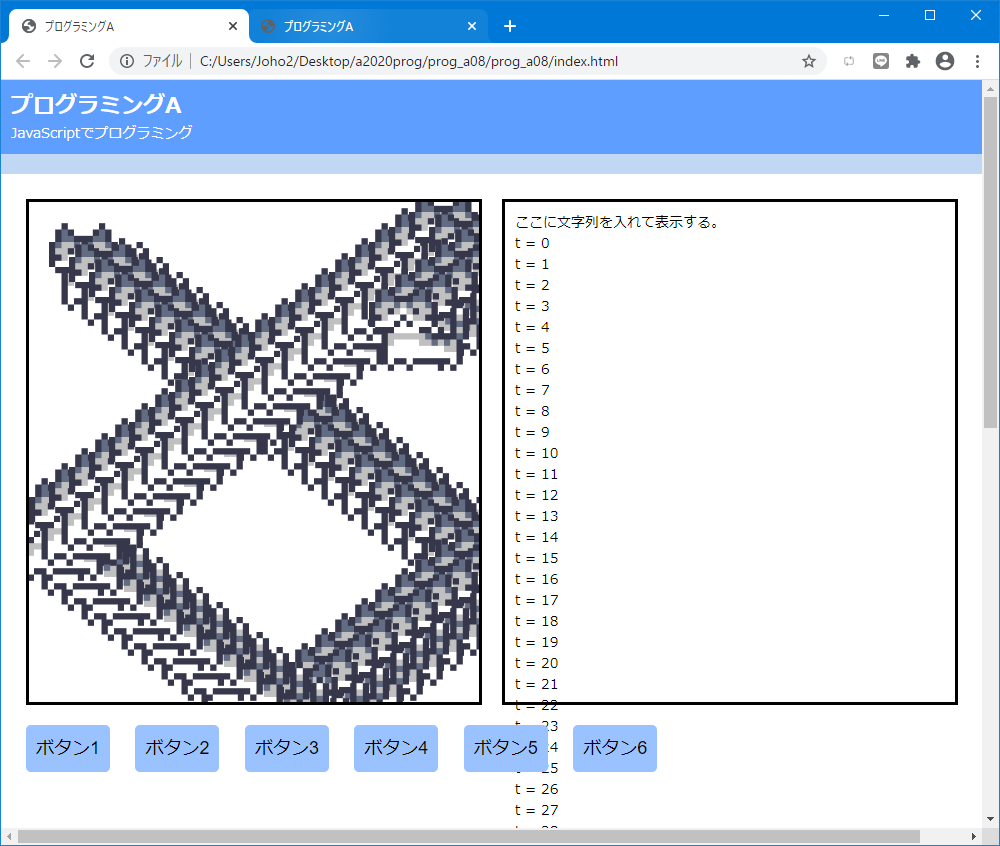 プログラミングA
プログラミングA
ファイル
C:/Users/Joho2/Desktop/a2020prog/prog_a08/prog_a08/index.html
プログラミングA
JavaScriptでプログラミング
ここに文字列を入れて表示する。
t = 0
t = 1
t = 2
t = 3
t = 4
t = 5
t = 6
t = 7
t = 8
t = 9
t = 10
t = 11
t = 12
t = 13
t = 14
t = 15
t = 16
t = 17
t = 18
t = 19
t = 20
t = 21
t = 22
ボタン1 ボタン2 ボタン3 ボタン4 ボタン5 ボタン6
t = 26
t = 27